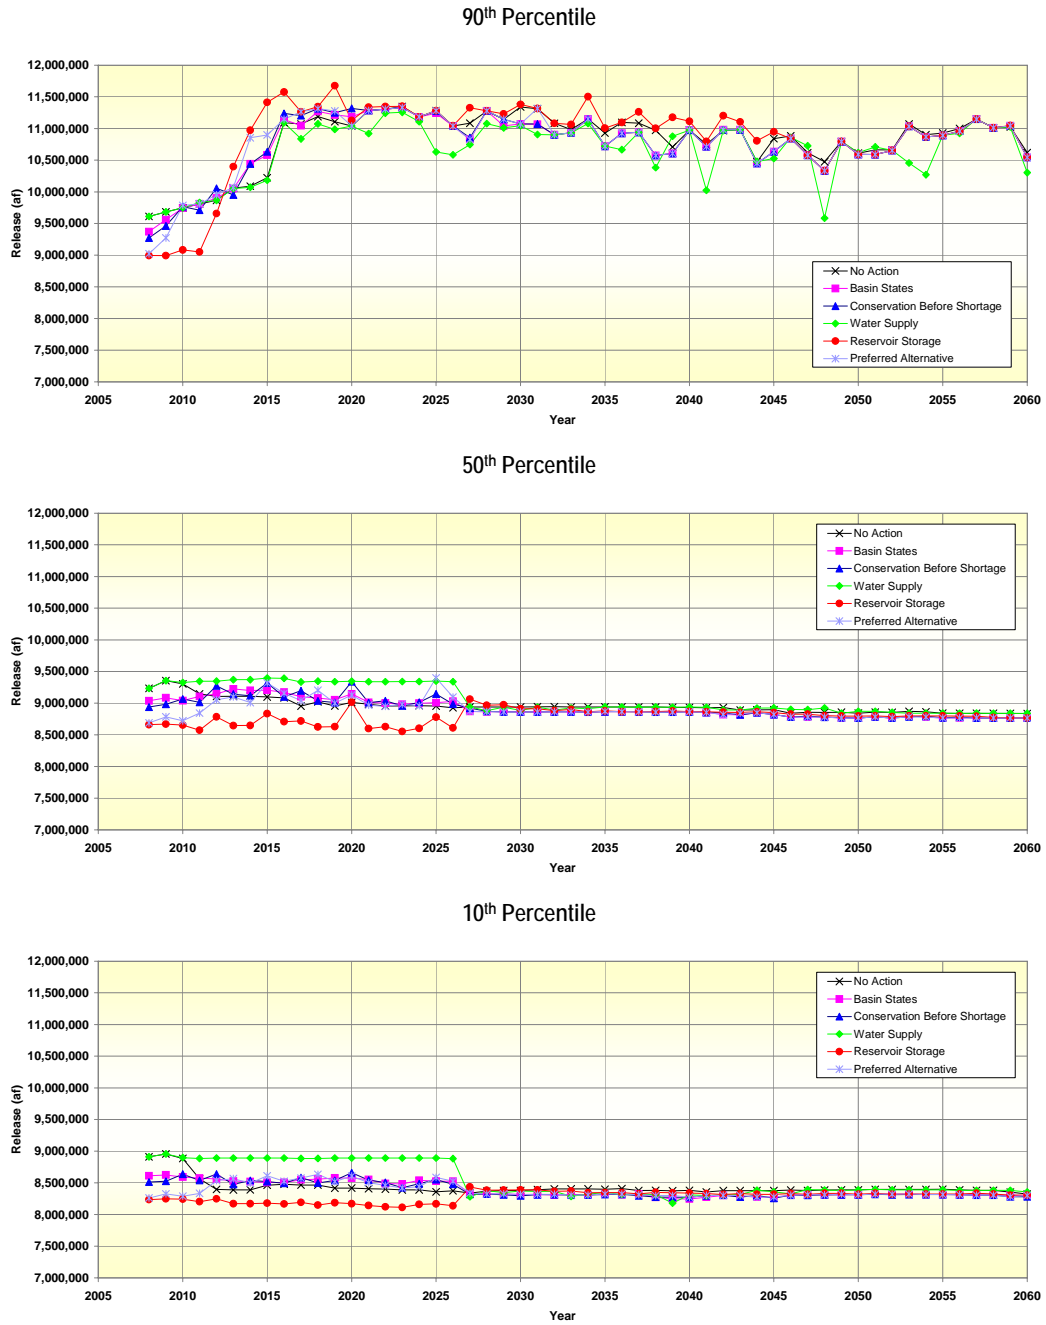 90th Percentile
12,000,000
11,500,000
11,000,000
10,500,000
10,000,000
9,500,000
9,000,000
8,500,000
8,000,000
7,500,000
7,000,000
Release (af)
No Action
Basin States
Conservation Before Shortage
Water Supply
Reservoir Storage
Preferred Alternative
2005 2010 2015 2020 2025 2030 2035 2040 2045 2050 2055 2060
Year
50th Percentile
12,000,000
11,500,000
11,000,000
10,500,000
10,000,000
9,500,000
9,000,000
8,500,000
8,000,000
7,500,000
7,000,000
Release (af)
No Action
Basin States
Conservation Before Shortage
Water Supply
Reservoir Storage
Preferred Alternative
2005 2010 2015 2020 2025 2030 2035 2040 2045 2050 2055 2060
Year
10th Percentile
12,000,000
11,500,000
11,000,000
10,500,000
10,000,000
9,500,000
9,000,000
8,500,000
8,000,000
7,500,000
7,000,000
Release (af)
No Action
Basin States
Conservation Before Shortage
Water Supply
Reservoir Storage
Preferred Alternative
2005 2010 2015 2020 2025 2030 2035 2040 2045 2050 2055 2060
Year